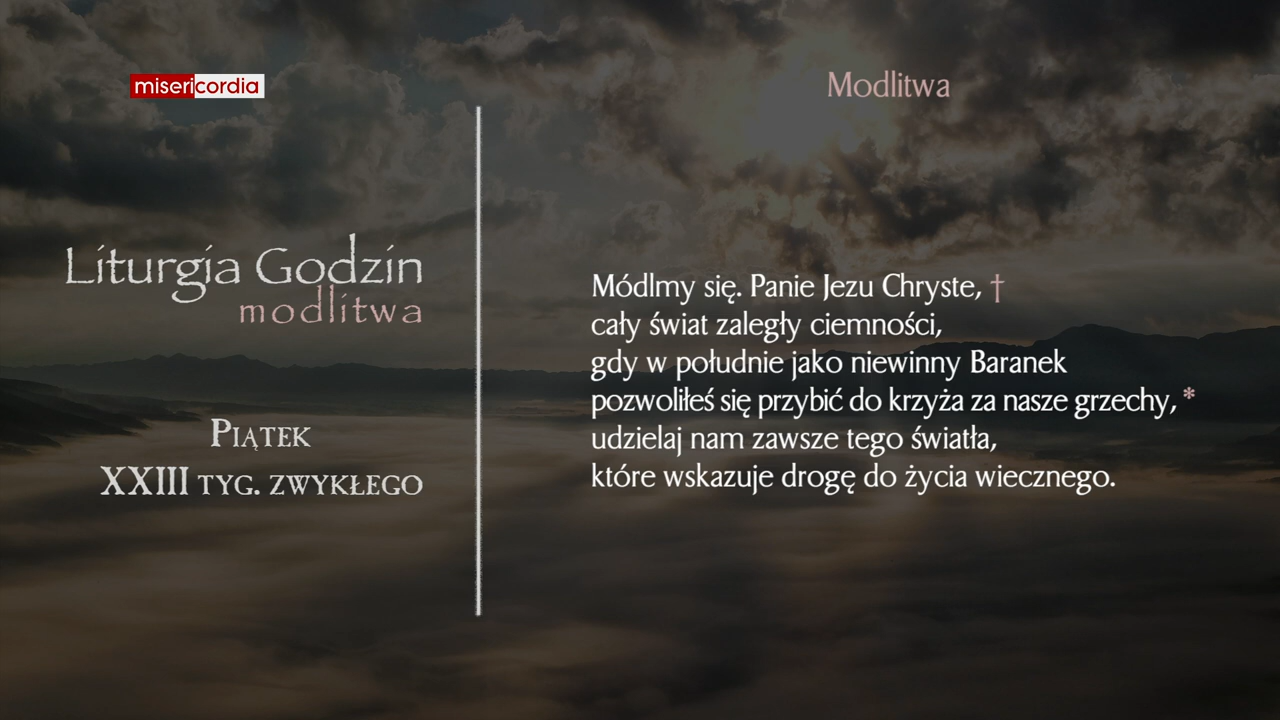 misericordia
Liturgia Godzin
modlitwa
Piątek
XXIII tyg. zwykłego
Modlitwa
Módlmy się. Panie Jezu Chryste, †
cały świat zaległy ciemności,
gdy w południe jako niewinny Baranek
pozwoliłeś się przybić do krzyża za nasze grzechy, *
udzielaj nam zawsze tego światła,
które wskazuje drogę do życia wiecznego.